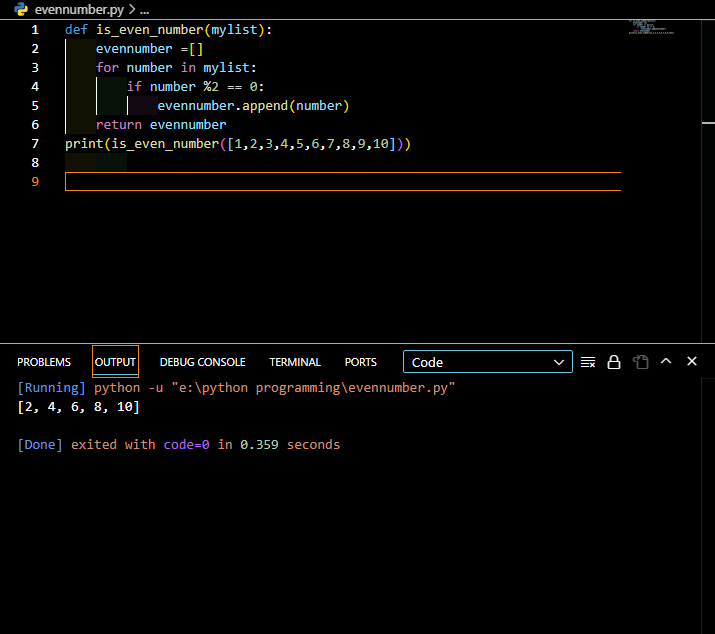 evennumber.py > ...
1 def is_even_number(mylist):
2     evennumber =[]
3     for number in mylist:
4         if number %2 == 0:
5             evennumber.append(number)
6     return evennumber
7 print(is_even_number([1,2,3,4,5,6,7,8,9,10]))
8
9
PROBLEMS OUTPUT DEBUG CONSOLE TERMINAL PORTS Code
[Running] python -u "e:\python programming\evennumber.py"
[2, 4, 6, 8, 10]
[Done] exited with code=0 in 0.359 seconds